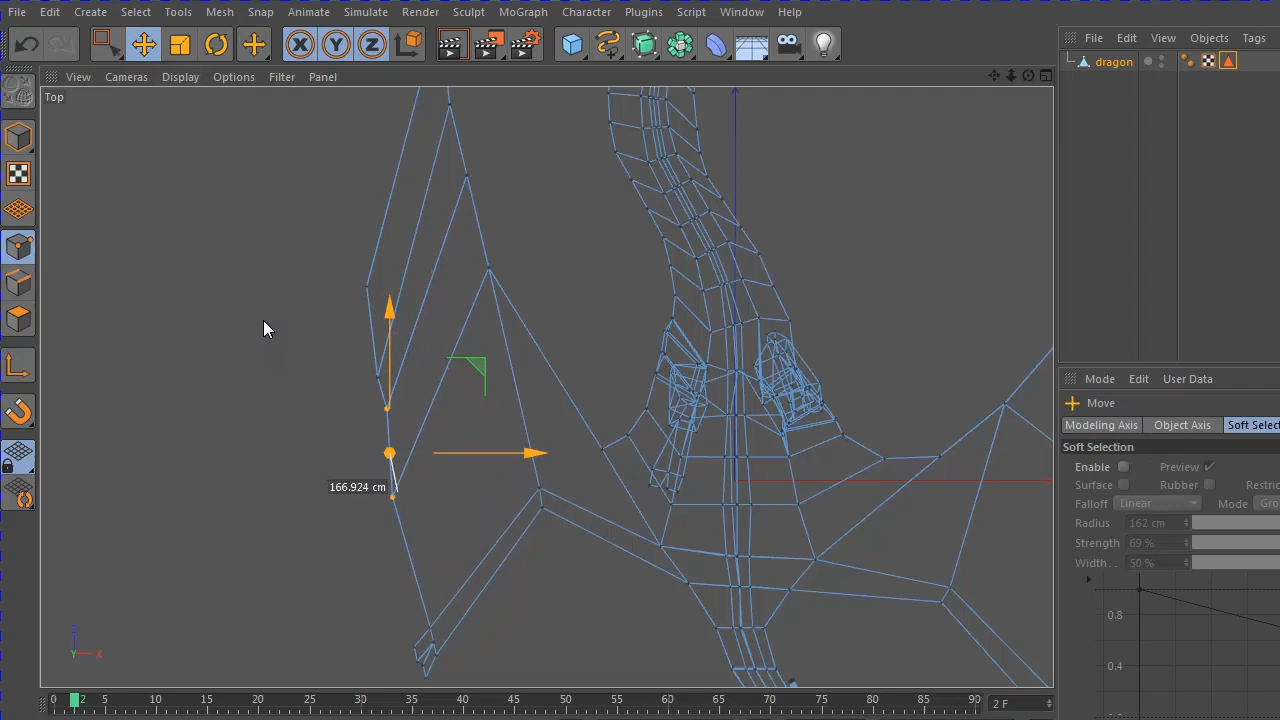 File Edit Create Select Tools Mesh Snap Animate Simulate Render Sculpt MoGraph Character Plugins Script Window Help
X Y Z
File Edit View Objects Tags
dragon
View Cameras Display Options Filter Panel
Top
166.924 cm
Z
Y X
Mode Edit User Data
Move
Modeling Axis Object Axis Soft Selec
Soft Selection
Enable Preview
Surface Rubber Restric
Falloff Linear Mode Gro
Radius 162 cm
Strength 69 %
Width. . 50 %
0.8
0.4
0 2 5 10 15 20 25 30 35 40 45 50 55 60 65 70 75 80 85 90 2 F